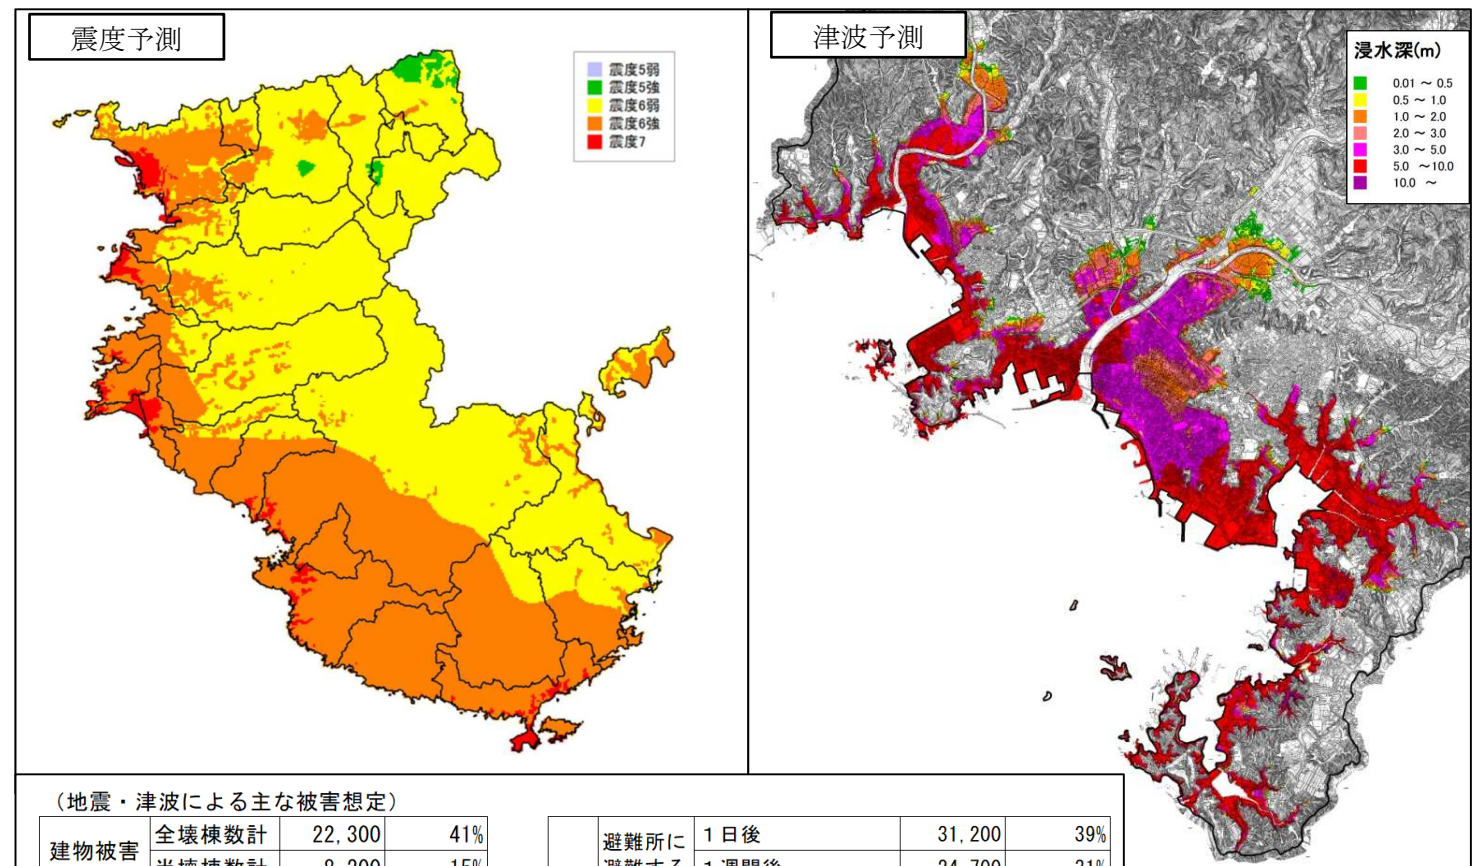 震度予測
震度5弱
震度5強
震度6弱
震度6強
震度7
津波予測
浸水深(m)
0.01 ～ 0.5
0.5 ～ 1.0
1.0 ～ 2.0
2.0 ～ 3.0
3.0 ～ 5.0
5.0 ～10.0
10.0 ～
（地震・津波による主な被害想定）
建物被害 全壊棟数計 22,300 41%
避難所に １日後 31,200 39%